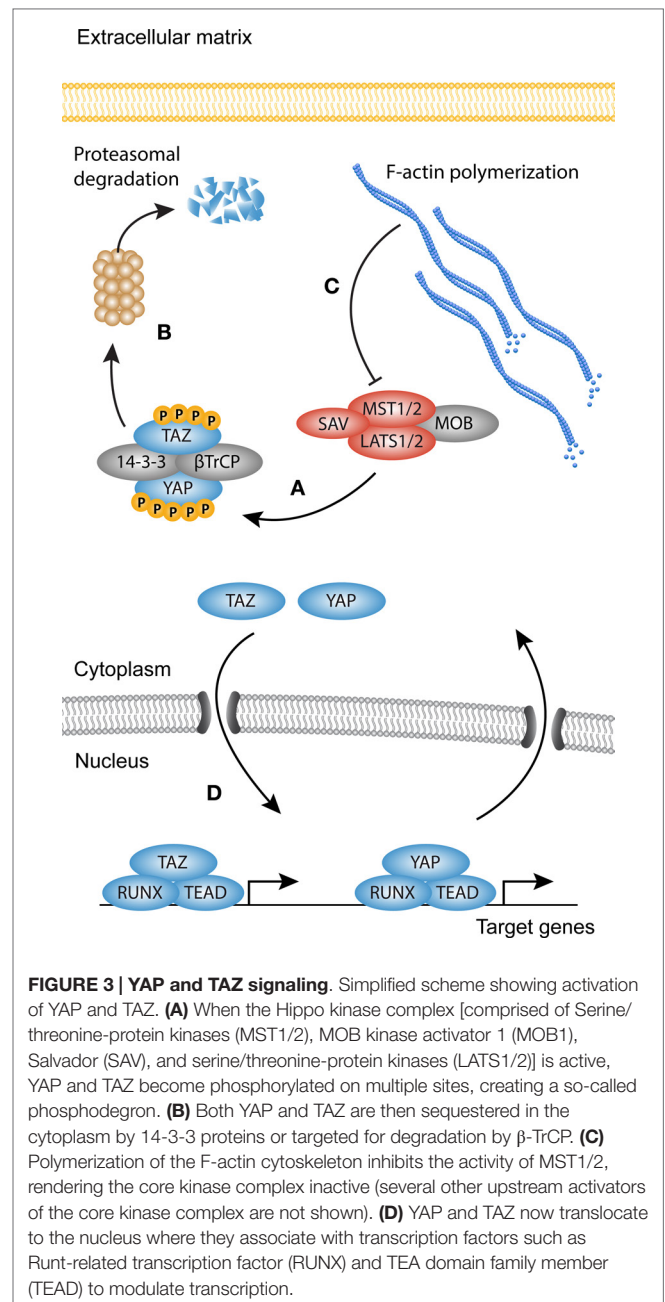 Extracellular matrix
Proteasomal
degradation
F-actin polymerization
C
B
P P P P
TAZ
14-3-3 βTrCP
YAP
P P P P P
MST1/2
SAV MOB
LATS1/2
A
TAZ YAP
Cytoplasm
Nucleus
D
TAZ YAP
RUNX TEAD RUNX TEAD
Target genes
FIGURE 3 | YAP and TAZ signaling. Simplified scheme showing activation
of YAP and TAZ. (A) When the Hippo kinase complex [comprised of Serine/
threonine-protein kinases (MST1/2), MOB kinase activator 1 (MOB1),
Salvador (SAV), and serine/threonine-protein kinases (LATS1/2)] is active,
YAP and TAZ become phosphorylated on multiple sites, creating a so-called
phosphodegron. (B) Both YAP and TAZ are then sequestered in the
cytoplasm by 14-3-3 proteins or targeted for degradation by β-TrCP. (C)
Polymerization of the F-actin cytoskeleton inhibits the activity of MST1/2,
rendering the core kinase complex inactive (several other upstream activators
of the core kinase complex are not shown). (D) YAP and TAZ now translocate
to the nucleus where they associate with transcription factors such as
Runt-related transcription factor (RUNX) and TEA domain family member
(TEAD) to modulate transcription.